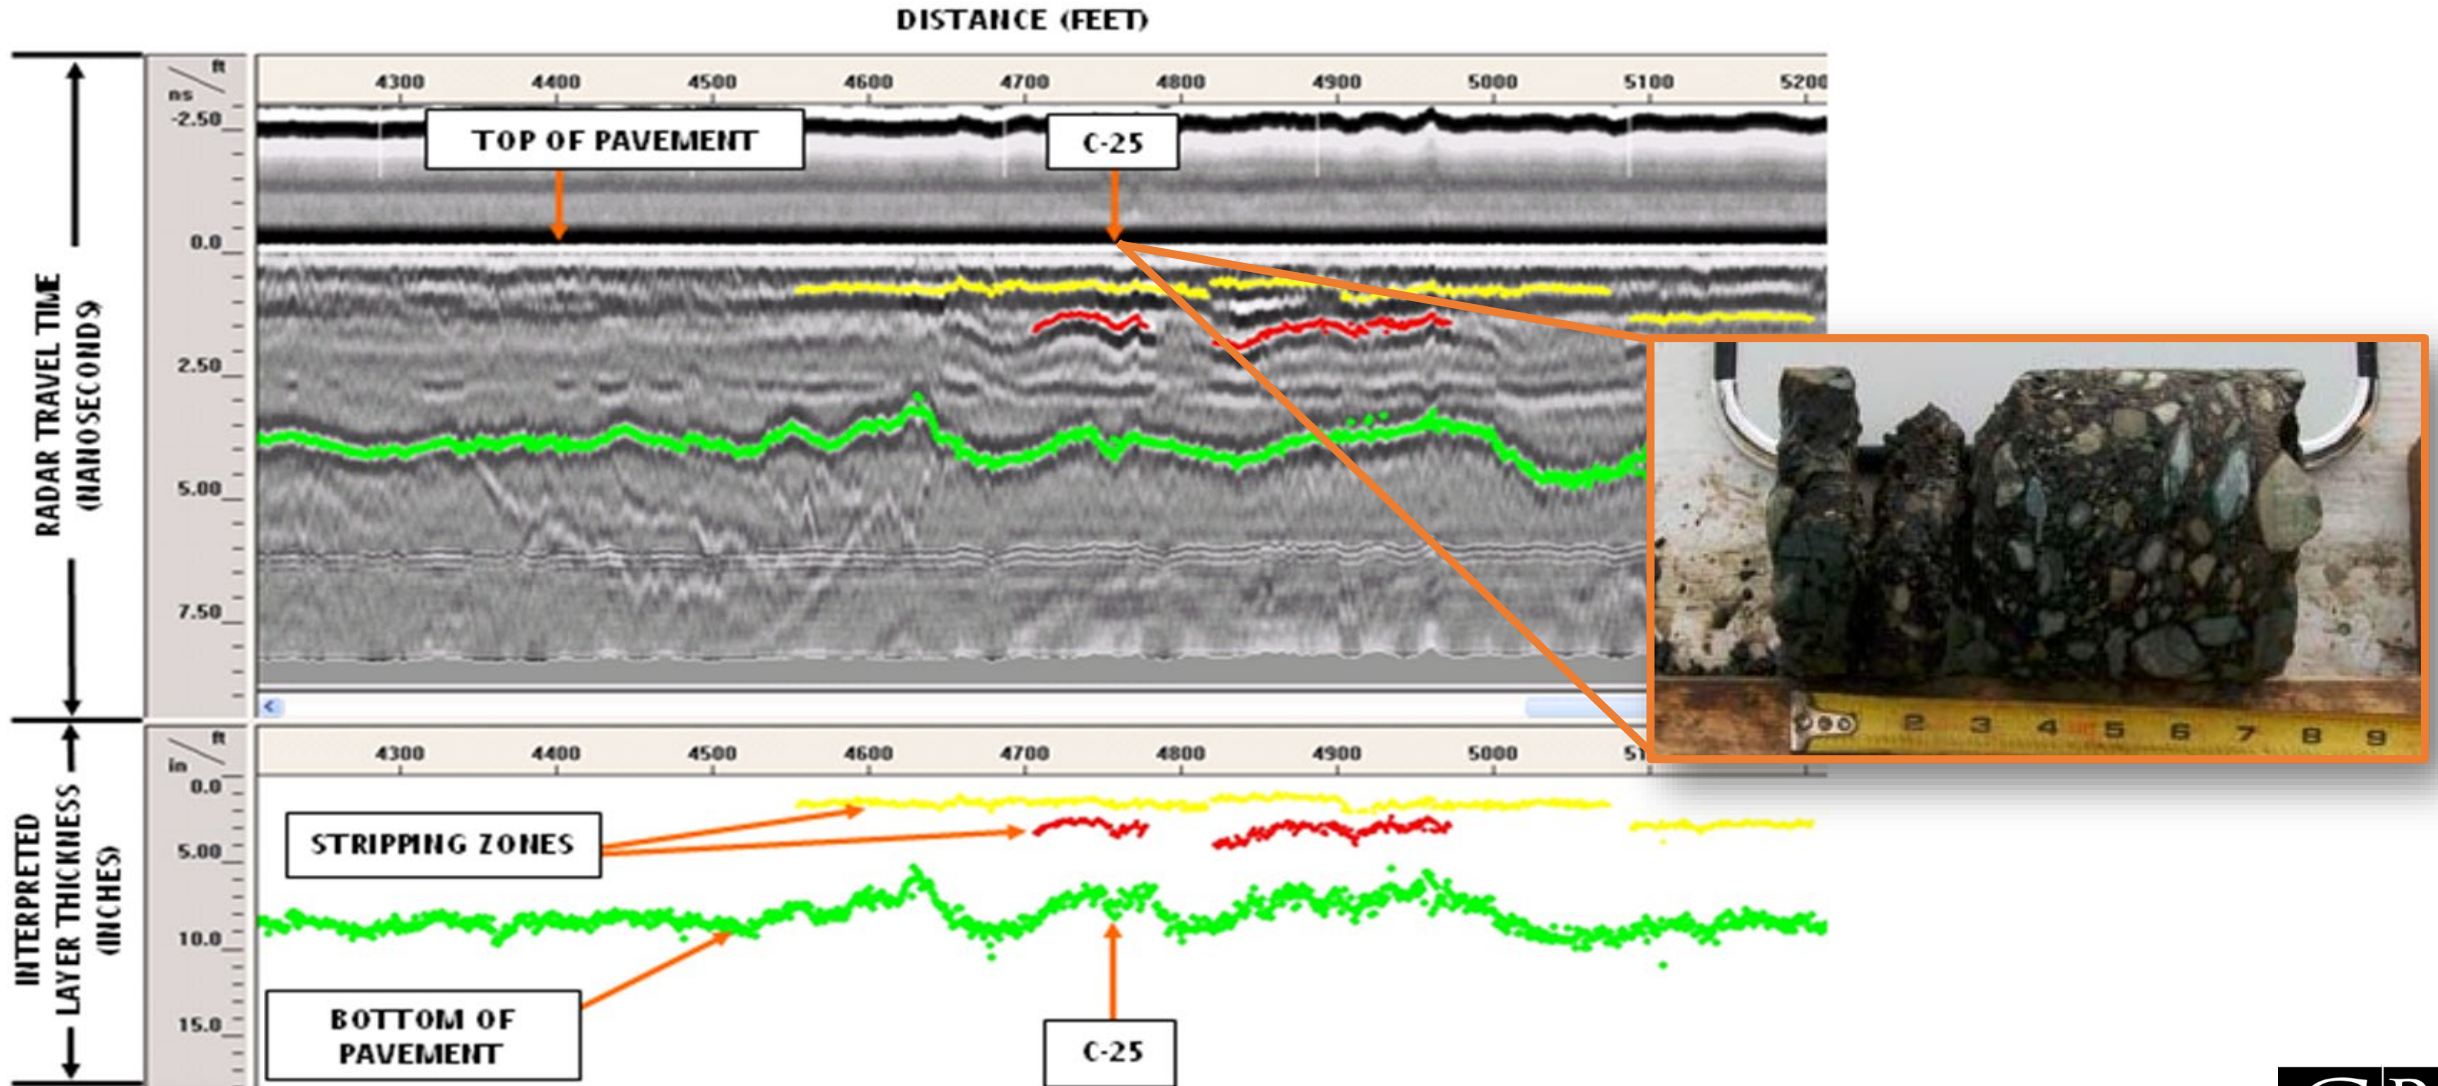 DISTANCE (FEET)
ft
ns
4300 4400 4500 4600 4700 4800 4900 5000 5100 5200
-2.50
TOP OF PAVEMENT
C-25
0.0
2.50
5.00
7.50
RADAR TRAVEL TIME
(NANOSECONDS)
2 3 4 5 6 7 8 9
ft
in
4300 4400 4500 4600 4700 4800 4900 5000 51
0.0
STRIPPING ZONES
5.00
10.0
BOTTOM OF
PAVEMENT
C-25
15.0
INTERPRETED
LAYER THICKNESS
(INCHES)